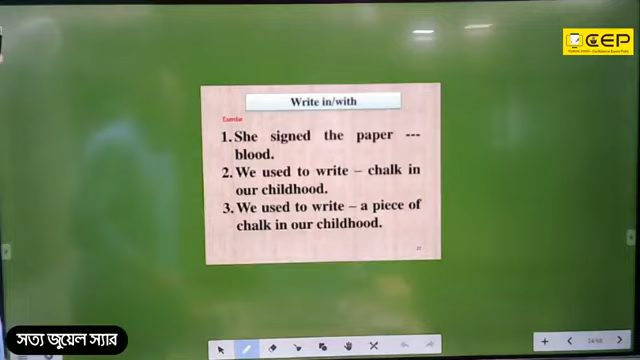 CEP
Write in/with
Exercise
1. She signed the paper ---
blood.
2. We used to write – chalk in
our childhood.
3. We used to write – a piece of
chalk in our childhood.
সত্য জুয়েল স্যার